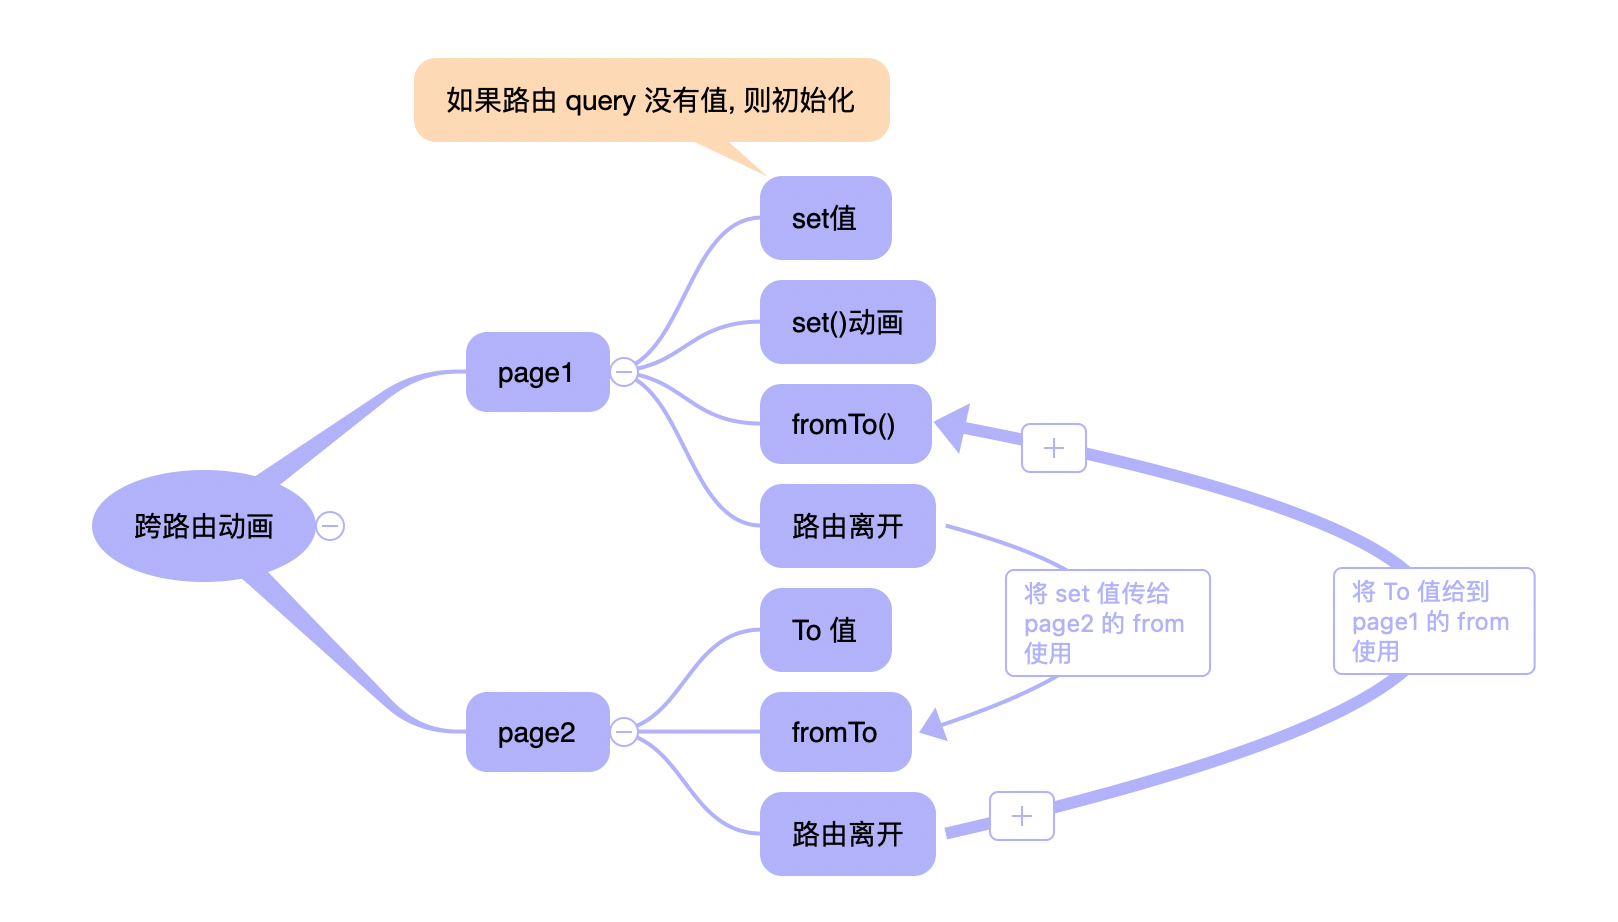 如果路由 query 没有值, 则初始化
set值
set()动画
page1
fromTo()
路由离开
跨路由动画
将 set 值传给
page2 的 from
使用
将 To 值给到
page1 的 from
使用
To 值
page2
fromTo
路由离开